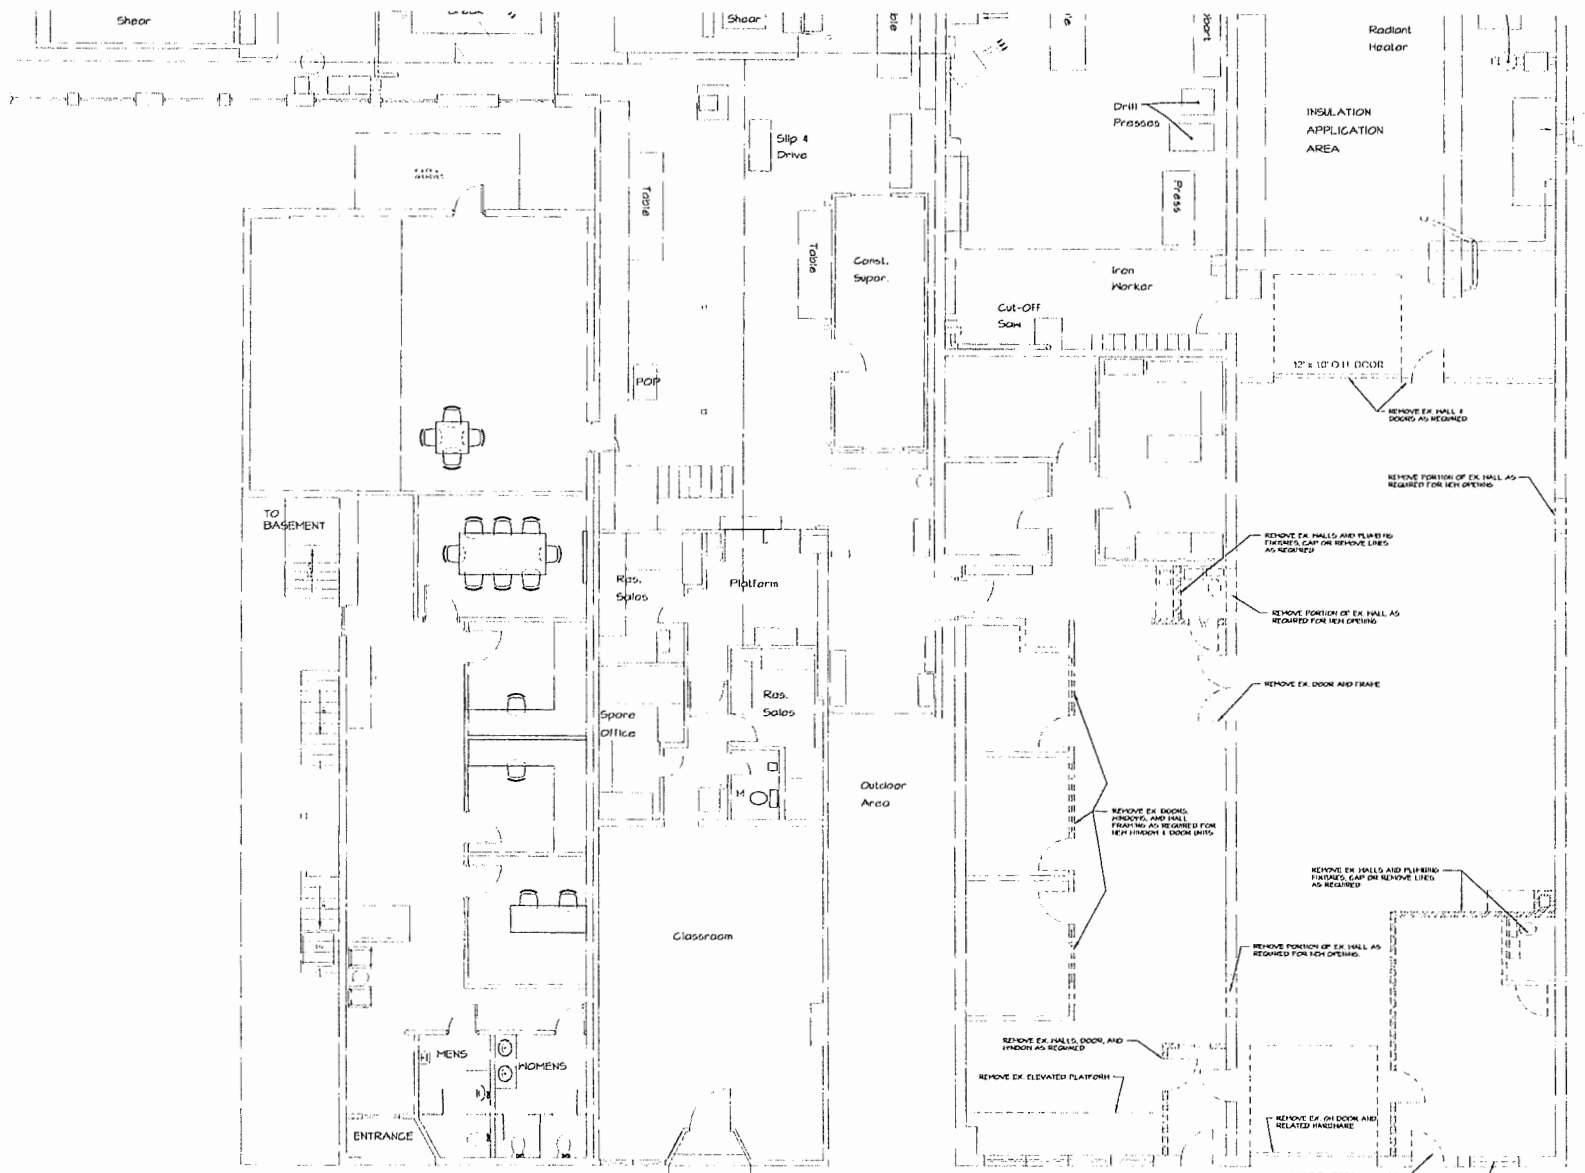 Shear
Shear
Radiant
Heater
Drill
Presses
INSULATION
APPLICATION
AREA
Slip &
Drive
Table
Press
Table
Const.
Super.
Iron
Worker
Cut-Off
Saw
12' x 10' O.H. DOOR
POP
REMOVE EX. WALL &
DOORS AS REQUIRED
REMOVE PORTION OF EX. WALL AS
REQUIRED FOR NEW OPENING
TO
BASEMENT
REMOVE EX. WALLS AND PLUMBING
FIXTURES, CAP OR REMOVE LINES
AS REQUIRED
Res.
Sales
Platform
REMOVE PORTION OF EX. WALL AS
REQUIRED FOR NEW OPENING
REMOVE EX. DOOR AND FRAME
Res.
Sales
Spare
Office
M
Outdoor
Area
REMOVE EX. DOORS,
WINDOWS, AND WALL
FRAMING AS REQUIRED FOR
NEW WINDOW & DOOR UNITS
REMOVE EX. WALLS AND PLUMBING
FIXTURES, CAP OR REMOVE LINES
AS REQUIRED
Classroom
REMOVE PORTION OF EX. WALL AS
REQUIRED FOR NEW OPENING.
REMOVE EX. WALLS, DOOR, AND
WINDOW AS REQUIRED
MENS
WOMENS
REMOVE EX. ELEVATED PLATFORM
REMOVE EX. OH DOOR AND
RELATED HARDWARE
ENTRANCE